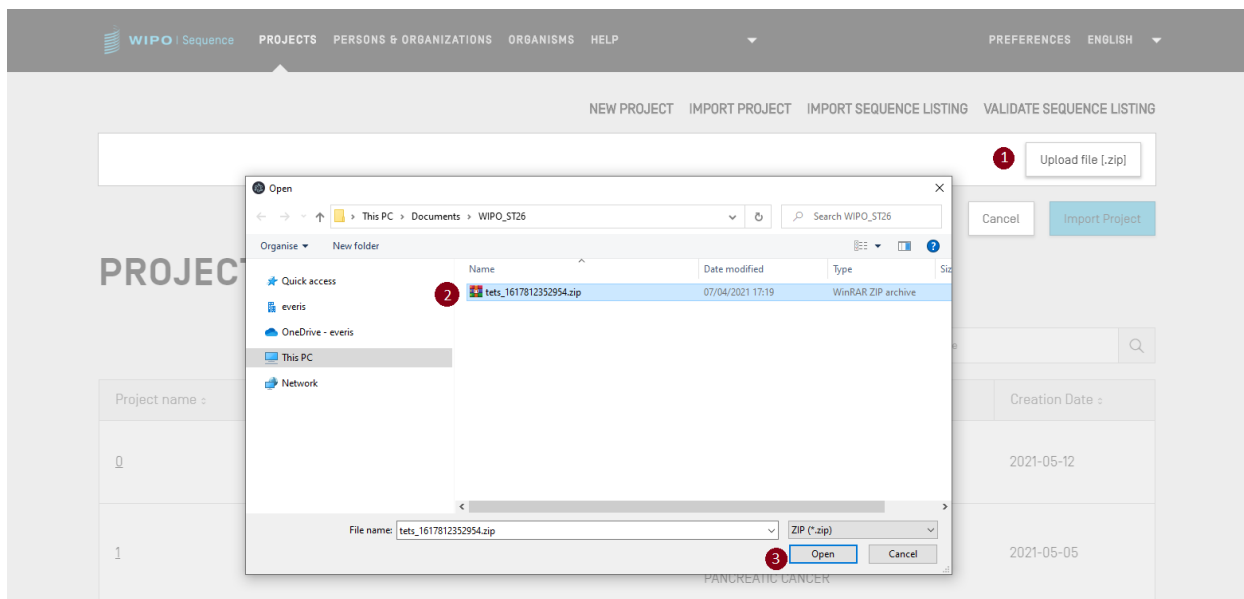 WIPO | Sequence PROJECTS PERSONS & ORGANIZATIONS ORGANISMS HELP PREFERENCES ENGLISH
NEW PROJECT IMPORT PROJECT IMPORT SEQUENCE LISTING VALIDATE SEQUENCE LISTING
1 Upload file [.zip]
Cancel Import Project
PROJEC
Open
This PC > Documents > WIPO_ST26 Search WIPO_ST26
Organise New folder
Name Date modified Type Siz
Quick access
2 tets_1617812352954.zip 07/04/2021 17:19 WinRAR ZIP archive
everis
OneDrive - everis
This PC
Network
File name: tets_1617812352954.zip ZIP (*.zip)
3 Open Cancel
Project name Creation Date
0 2021-05-12
1 2021-05-05
PANCREATIC CANCER